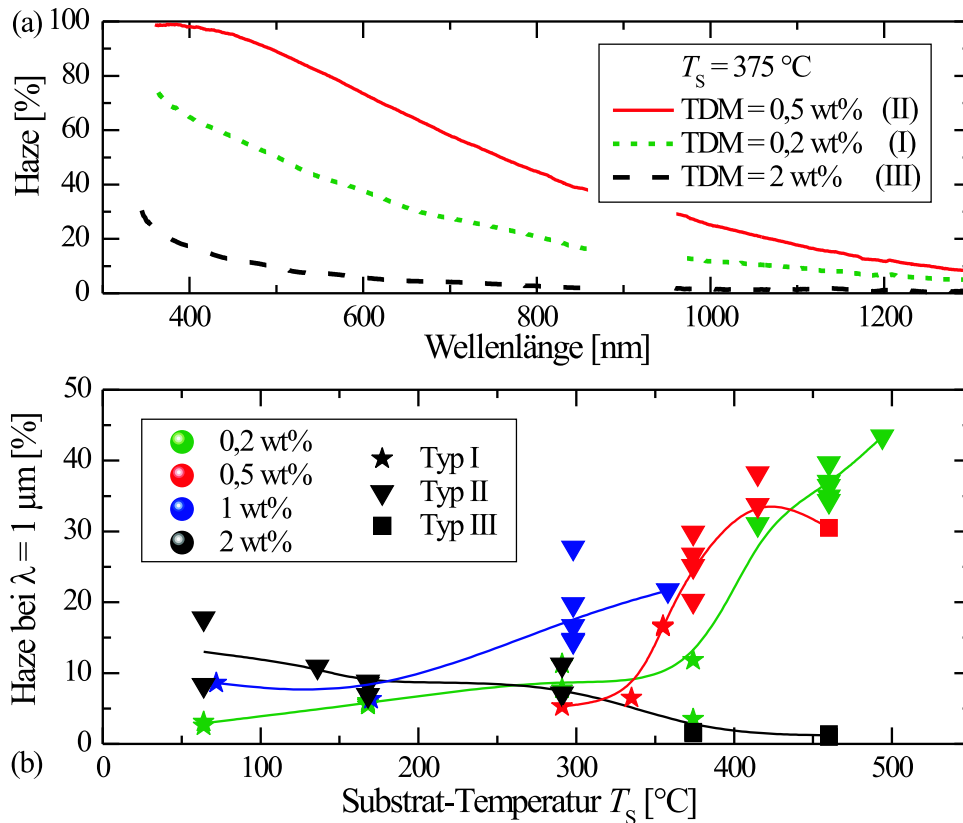 (a)
100
80
60
40
20
0
Haze [%]
T_S = 375 °C
TDM = 0,5 wt% (II)
TDM = 0,2 wt% (I)
TDM = 2 wt% (III)
400 600 800 1000 1200
Wellenlänge [nm]
50
40
30
20
10
0
Haze bei λ = 1 µm [%]
0,2 wt%
0,5 wt%
1 wt%
2 wt%
Typ I
Typ II
Typ III
0 100 200 300 400 500
(b)
Substrat-Temperatur T_S [°C]